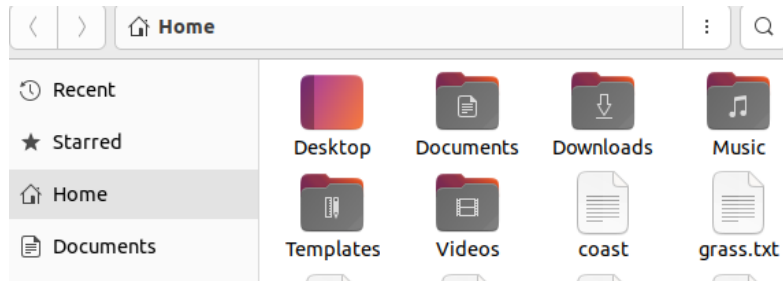 Home
Recent
Starred
Home
Documents
Desktop Documents Downloads Music
Templates Videos coast grass.txt